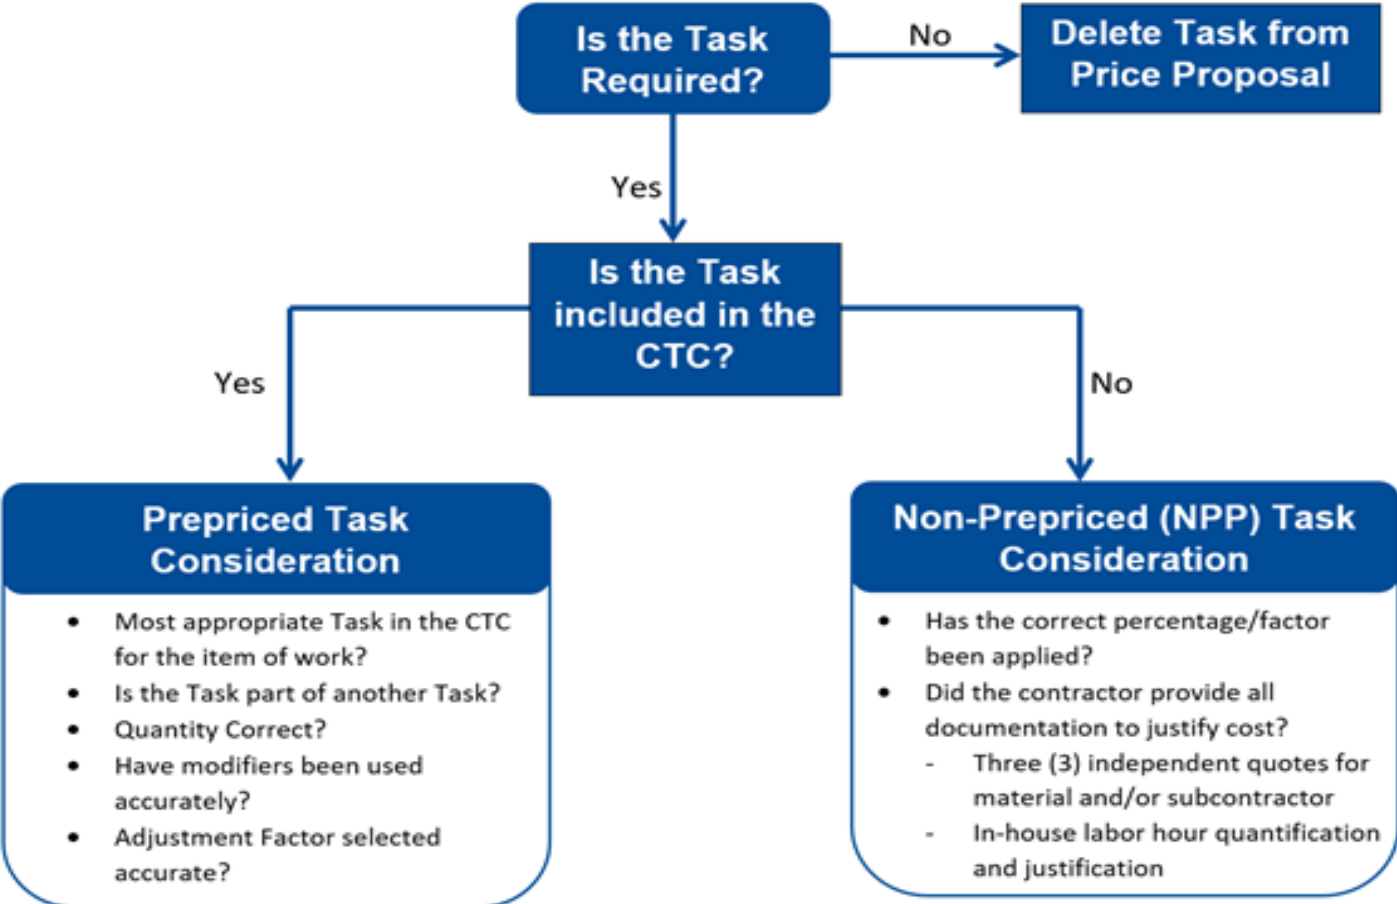 Is the Task
Required?
No
Delete Task from
Price Proposal
Yes
Is the Task
included in the
CTC?
Yes
No
Prepriced Task
Consideration
• Most appropriate Task in the CTC
for the item of work?
• Is the Task part of another Task?
• Quantity Correct?
• Have modifiers been used
accurately?
• Adjustment Factor selected
accurate?
Non-Prepriced (NPP) Task
Consideration
• Has the correct percentage/factor
been applied?
• Did the contractor provide all
documentation to justify cost?
- Three (3) independent quotes for
material and/or subcontractor
- In-house labor hour quantification
and justification